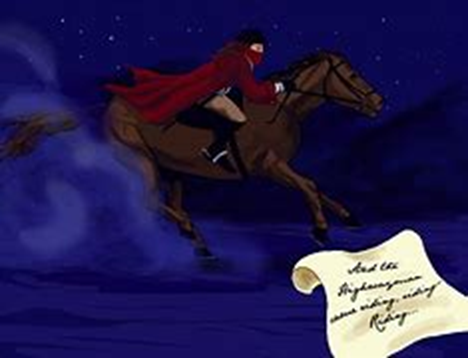 And the
Highwayman
came riding, riding
Riding...